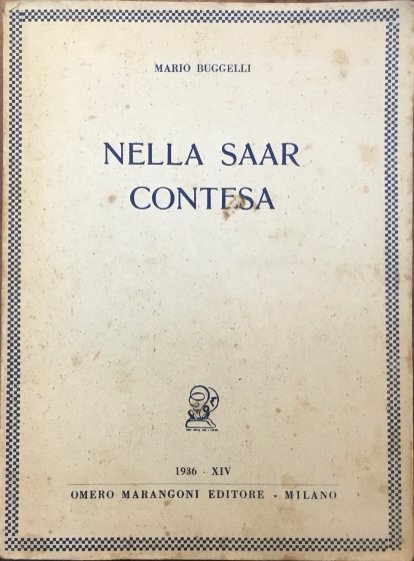 MARIO BUGGELLI
NELLA SAAR
CONTESA
1936 - XIV
OMERO MARANGONI EDITORE - MILANO